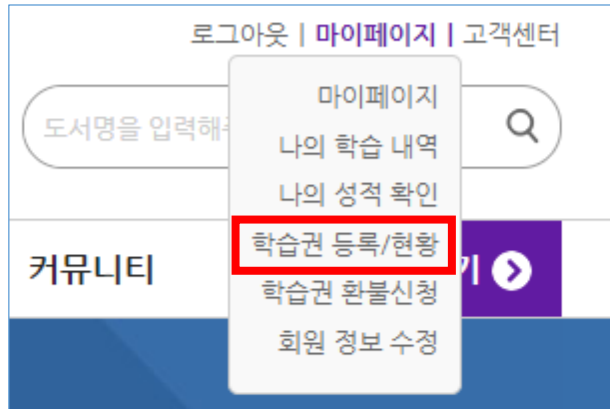 로그아웃 | 마이페이지 | 고객센터
마이페이지
도서명을 입력해
나의 학습 내역
나의 성적 확인
학습권 등록/현황
커뮤니티
기
학습권 환불신청
회원 정보 수정